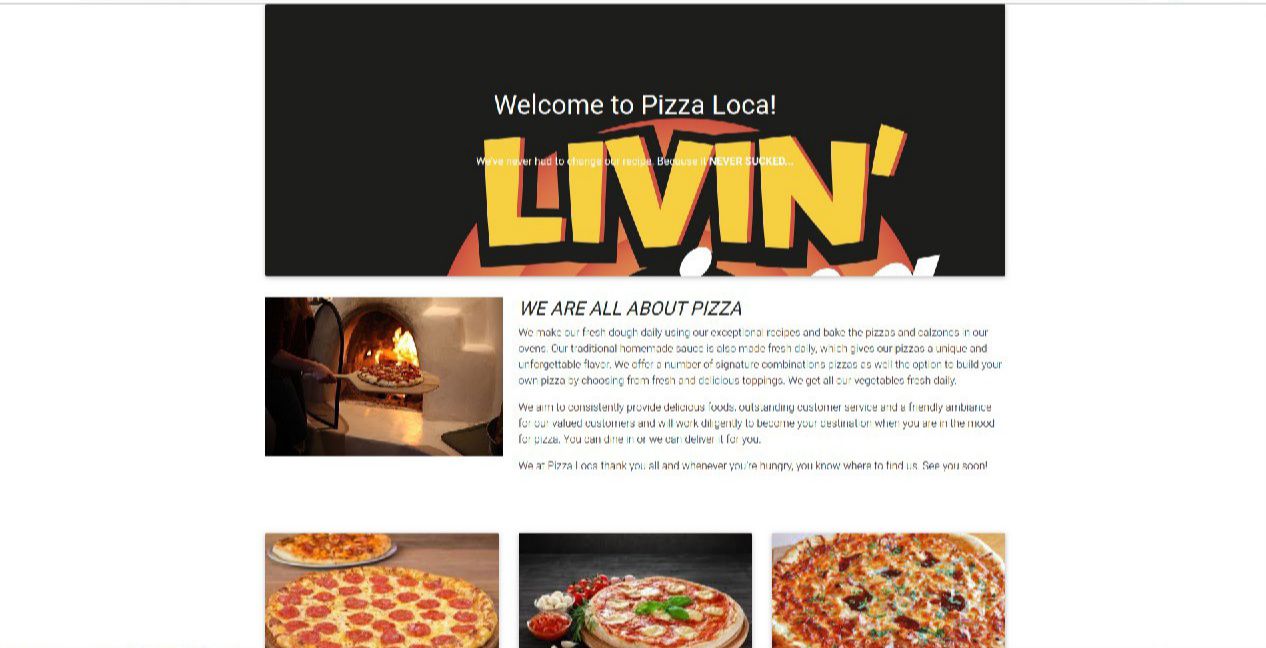 Welcome to Pizza Loca!
LIVIN'
We've never had to change our recipe. Because it NEVER SUCKED...
WE ARE ALL ABOUT PIZZA
We make our fresh dough daily using our exceptional recipes and bake the pizzas and calzones in our
ovens. Our traditional homemade sauce is also made fresh daily, which gives our pizzas a unique and
unforgettable flavor. We offer a number of signature combinations pizzas as well the option to build your
own pizza by choosing from fresh and delicious toppings. We get all our vegetables fresh daily.
We aim to consistently provide delicious foods, outstanding customer service and a friendly ambiance
for our valued customers and will work diligently to become your destination when you are in the mood
for pizza. You can dine in or we can deliver it for you.
We at Pizza Loca thank you all and whenever you're hungry, you know where to find us. See you soon!